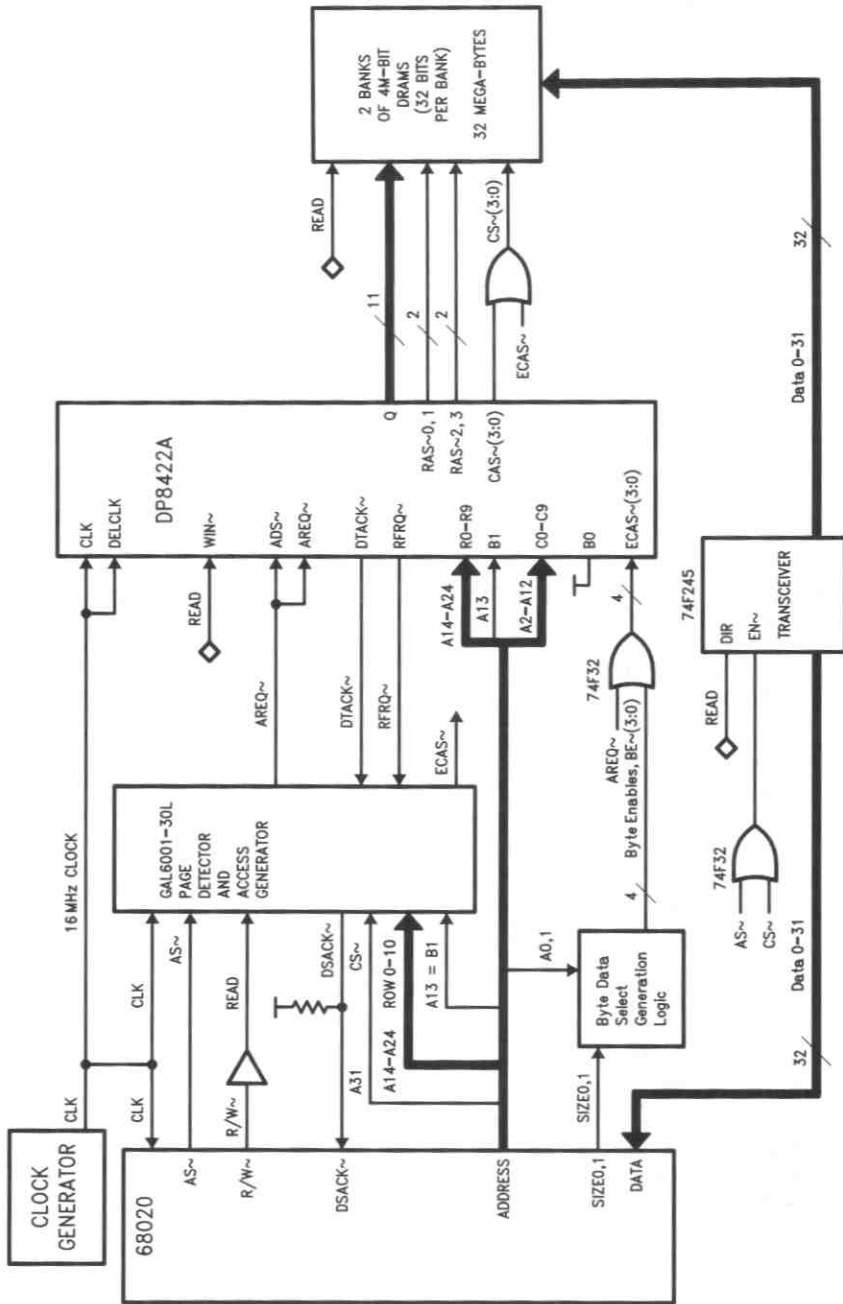 CLOCK
GENERATOR
68020
CLK
AS~
R/W~
DSACK~
ADDRESS
SIZE0,1
DATA
CLK
CLK
16 MHz CLOCK
AS~
READ
DSACK~
A31
CS~
A14-A24
ROW 0-10
A13 = B1
GAL6001-30L
PAGE
DETECTOR
AND
ACCESS
GENERATOR
AREQ~
DTACK~
RFRQ~
ECAS~
READ
A14-A24
A13
A2-A12
DP8422A
CLK
DELCLK
WIN~
ADS~
AREQ~
DTACK~
RFRQ~
R0-R9
B1
C0-C9
B0
ECAS~(3:0)
Q
RAS~0,1
RAS~2,3
CAS~(3:0)
11
2
2
READ
ECAS~
CS~(3:0)
2 BANKS
OF 4M-BIT
DRAMS
(32 BITS
PER BANK)
32 MEGA-BYTES
SIZE0,1
A0,1
Byte Data
Select
Generation
Logic
4
Byte Enables, BE~(3:0)
AREQ~
74F32
4
AS~
CS~
74F32
READ
74F245
DIR
EN~
TRANSCEIVER
32
Data 0-31
Data 0-31
32